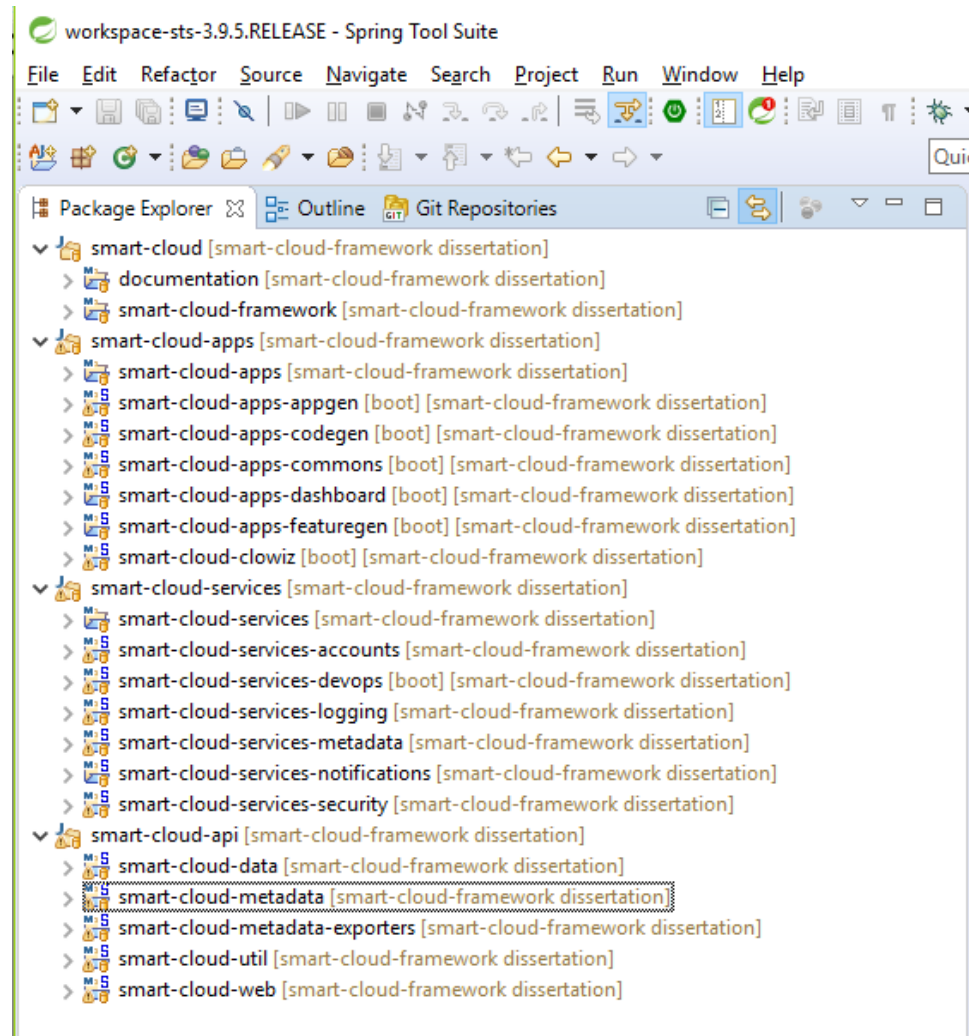 workspace-sts-3.9.5.RELEASE - Spring Tool Suite
File Edit Refactor Source Navigate Search Project Run Window Help
Package Explorer Outline Git Repositories
smart-cloud [smart-cloud-framework dissertation]
documentation [smart-cloud-framework dissertation]
smart-cloud-framework [smart-cloud-framework dissertation]
smart-cloud-apps [smart-cloud-framework dissertation]
smart-cloud-apps [smart-cloud-framework dissertation]
smart-cloud-apps-appgen [boot] [smart-cloud-framework dissertation]
smart-cloud-apps-codegen [boot] [smart-cloud-framework dissertation]
smart-cloud-apps-commons [boot] [smart-cloud-framework dissertation]
smart-cloud-apps-dashboard [boot] [smart-cloud-framework dissertation]
smart-cloud-apps-featuregen [boot] [smart-cloud-framework dissertation]
smart-cloud-clowiz [boot] [smart-cloud-framework dissertation]
smart-cloud-services [smart-cloud-framework dissertation]
smart-cloud-services [smart-cloud-framework dissertation]
smart-cloud-services-accounts [smart-cloud-framework dissertation]
smart-cloud-services-devops [boot] [smart-cloud-framework dissertation]
smart-cloud-services-logging [smart-cloud-framework dissertation]
smart-cloud-services-metadata [smart-cloud-framework dissertation]
smart-cloud-services-notifications [smart-cloud-framework dissertation]
smart-cloud-services-security [smart-cloud-framework dissertation]
smart-cloud-api [smart-cloud-framework dissertation]
smart-cloud-data [smart-cloud-framework dissertation]
smart-cloud-metadata [smart-cloud-framework dissertation]
smart-cloud-metadata-exporters [smart-cloud-framework dissertation]
smart-cloud-util [smart-cloud-framework dissertation]
smart-cloud-web [smart-cloud-framework dissertation]